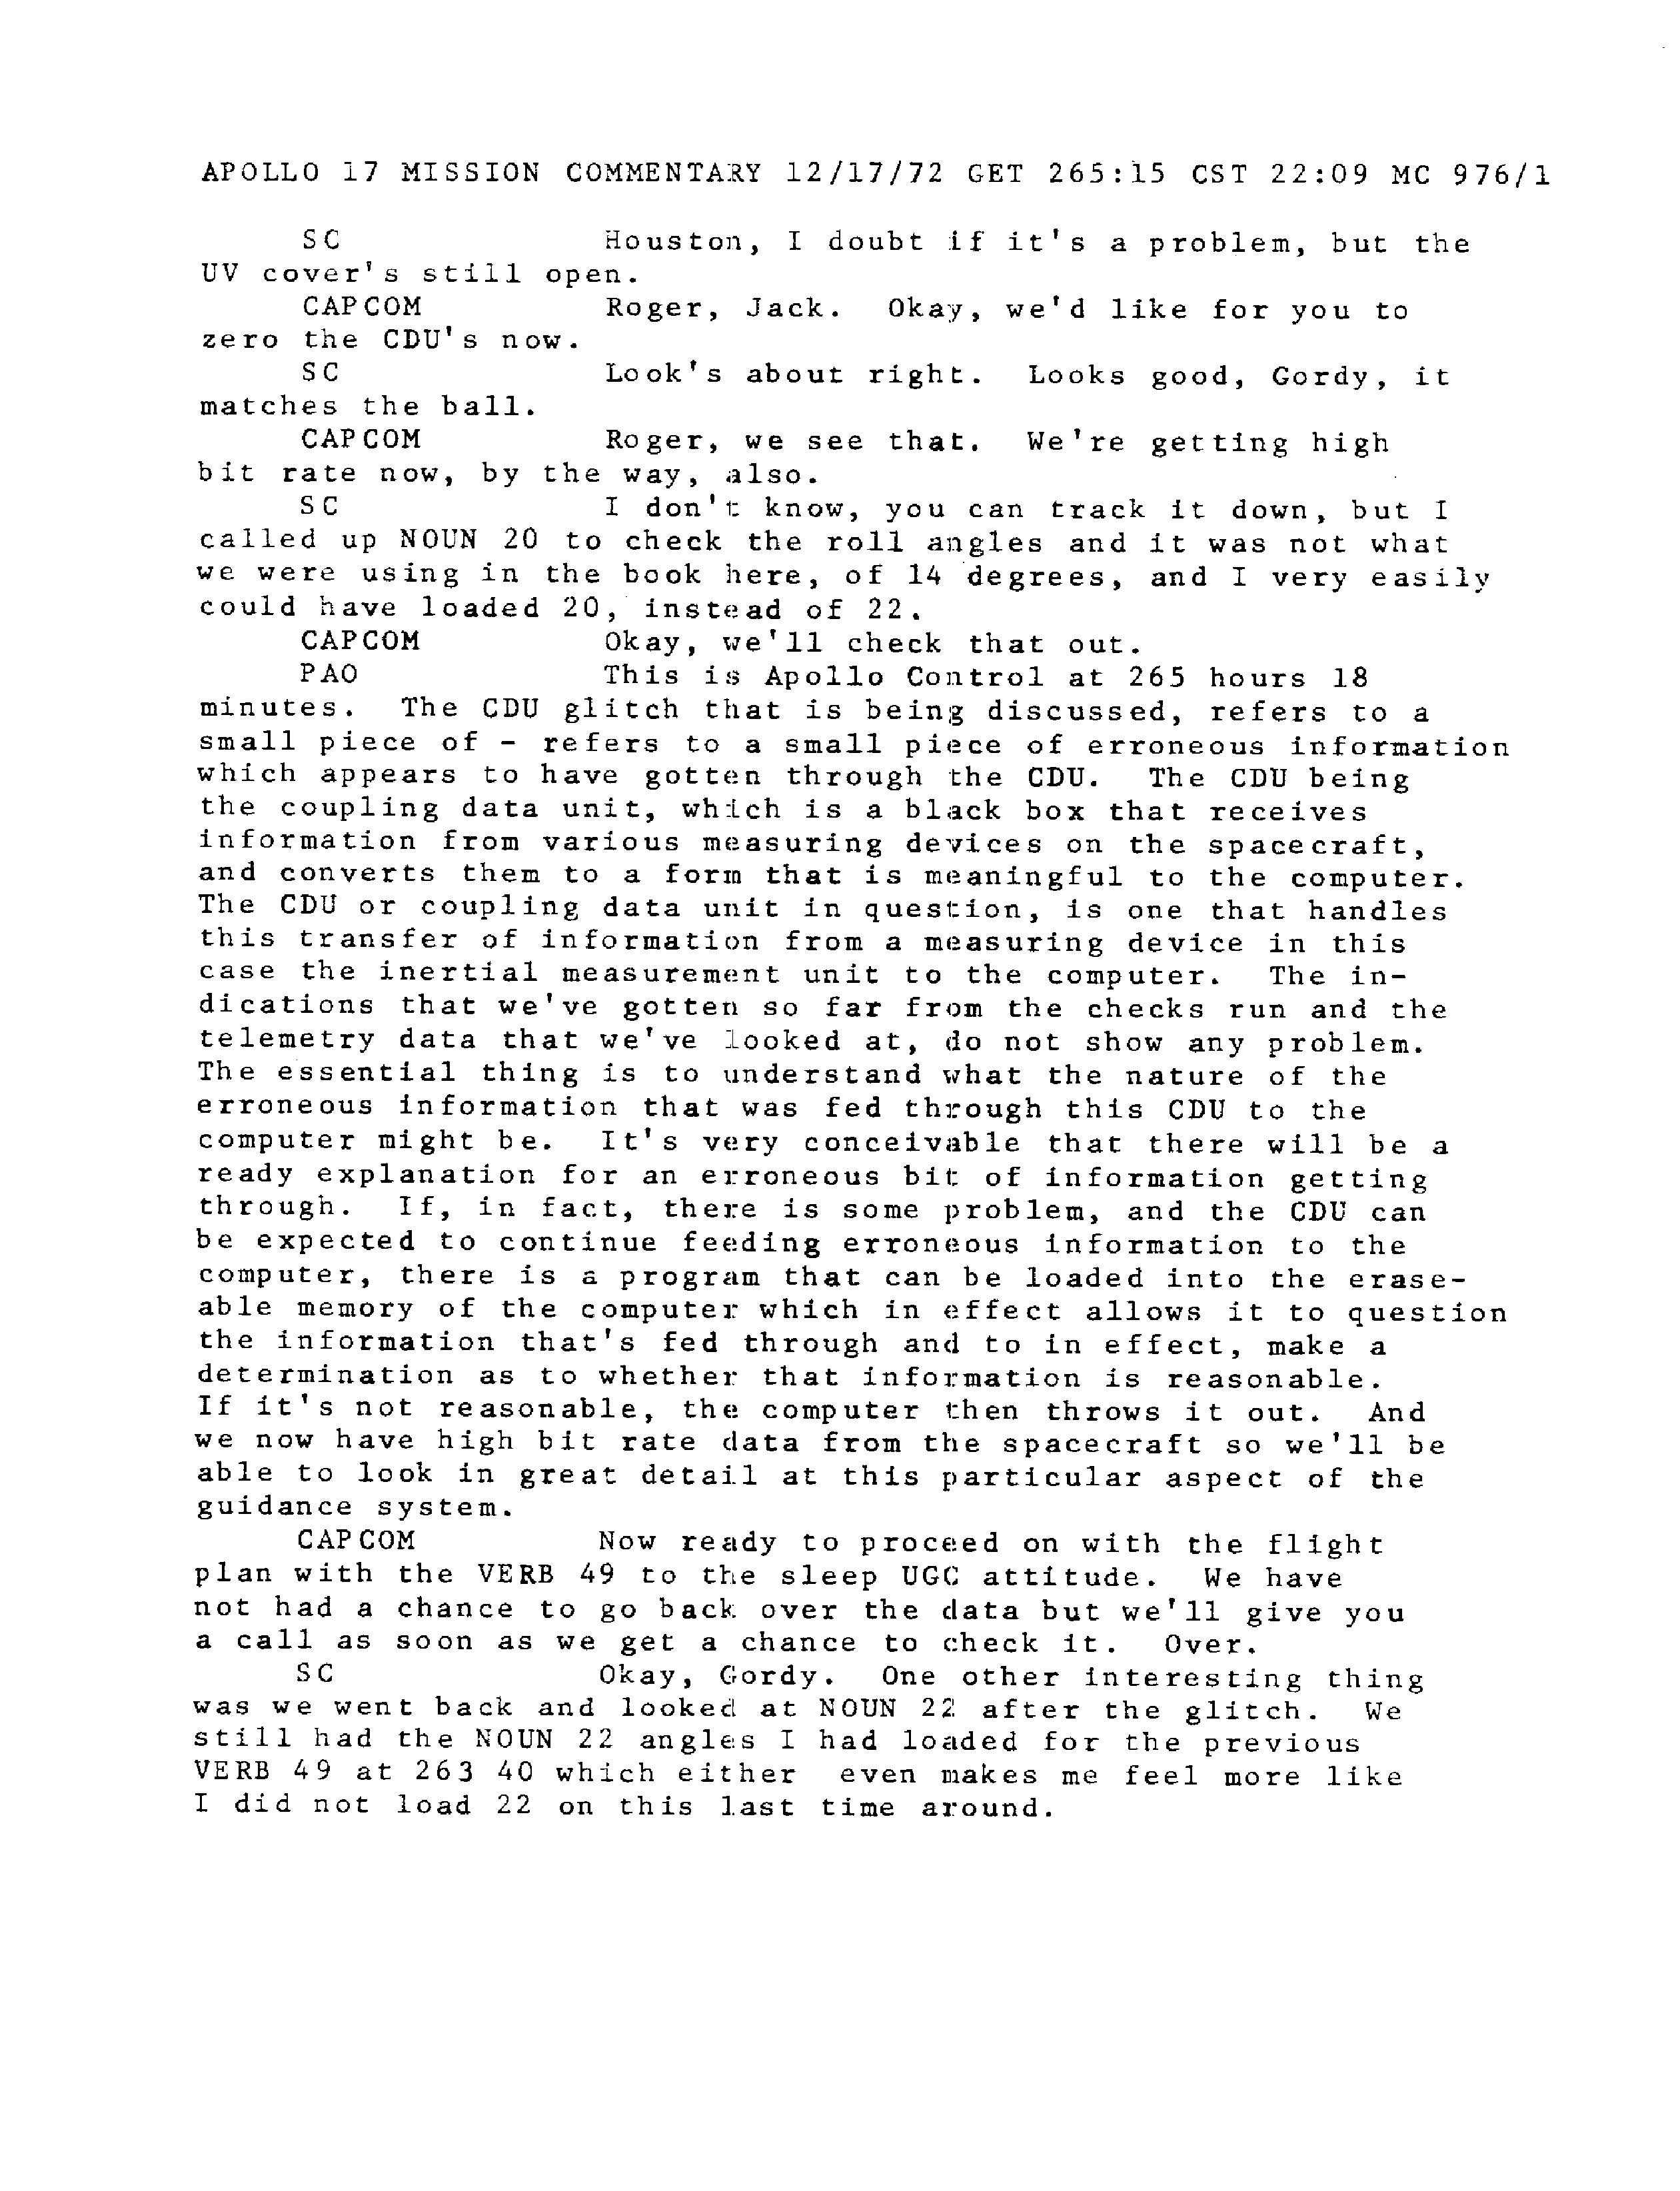 APOLLO 17 MISSION COMMENTARY 12/17/72 GET 265:15 CST 22:09 MC 976/1
SC Houston, I doubt if it's a problem, but the
UV cover's still open.
CAPCOM Roger, Jack. Okay, we'd like for you to
zero the CDU's now.
SC Look's about right. Looks good, Gordy, it
matches the ball.
CAPCOM Roger, we see that. We're getting high
bit rate now, by the way, also.
SC I don't know, you can track it down, but I
called up NOUN 20 to check the roll angles and it was not what
we were using in the book here, of 14 degrees, and I very easily
could have loaded 20, instead of 22.
CAPCOM Okay, we'll check that out.
PAO This is Apollo Control at 265 hours 18
minutes. The CDU glitch that is being discussed, refers to a
small piece of - refers to a small piece of erroneous information
which appears to have gotten through the CDU. The CDU being
the coupling data unit, which is a black box that receives
information from various measuring devices on the spacecraft,
and converts them to a form that is meaningful to the computer.
The CDU or coupling data unit in question, is one that handles
this transfer of information from a measuring device in this
case the inertial measurement unit to the computer. The in-
dications that we've gotten so far from the checks run and the
telemetry data that we've looked at, do not show any problem.
The essential thing is to understand what the nature of the
erroneous information that was fed through this CDU to the
computer might be. It's very conceivable that there will be a
ready explanation for an erroneous bit of information getting
through. If, in fact, there is some problem, and the CDU can
be expected to continue feeding erroneous information to the
computer, there is a program that can be loaded into the erase-
able memory of the computer which in effect allows it to question
the information that's fed through and to in effect, make a
determination as to whether that information is reasonable.
If it's not reasonable, the computer then throws it out. And
we now have high bit rate data from the spacecraft so we'll be
able to look in great detail at this particular aspect of the
guidance system.
CAPCOM Now ready to proceed on with the flight
plan with the VERB 49 to the sleep UGC attitude. We have
not had a chance to go back over the data but we'll give you
a call as soon as we get a chance to check it. Over.
SC Okay, Gordy. One other interesting thing
was we went back and looked at NOUN 22 after the glitch. We
still had the NOUN 22 angles I had loaded for the previous
VERB 49 at 263 40 which either even makes me feel more like
I did not load 22 on this last time around.